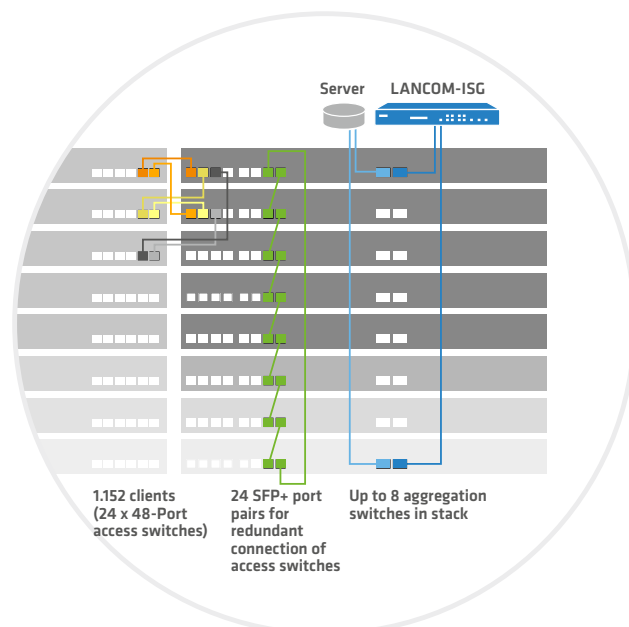 Server
LANCOM-ISG
1.152 clients
(24 x 48-Port
access switches)
24 SFP+ port
pairs for
redundant
connection of
access switches
Up to 8 aggregation
switches in stack